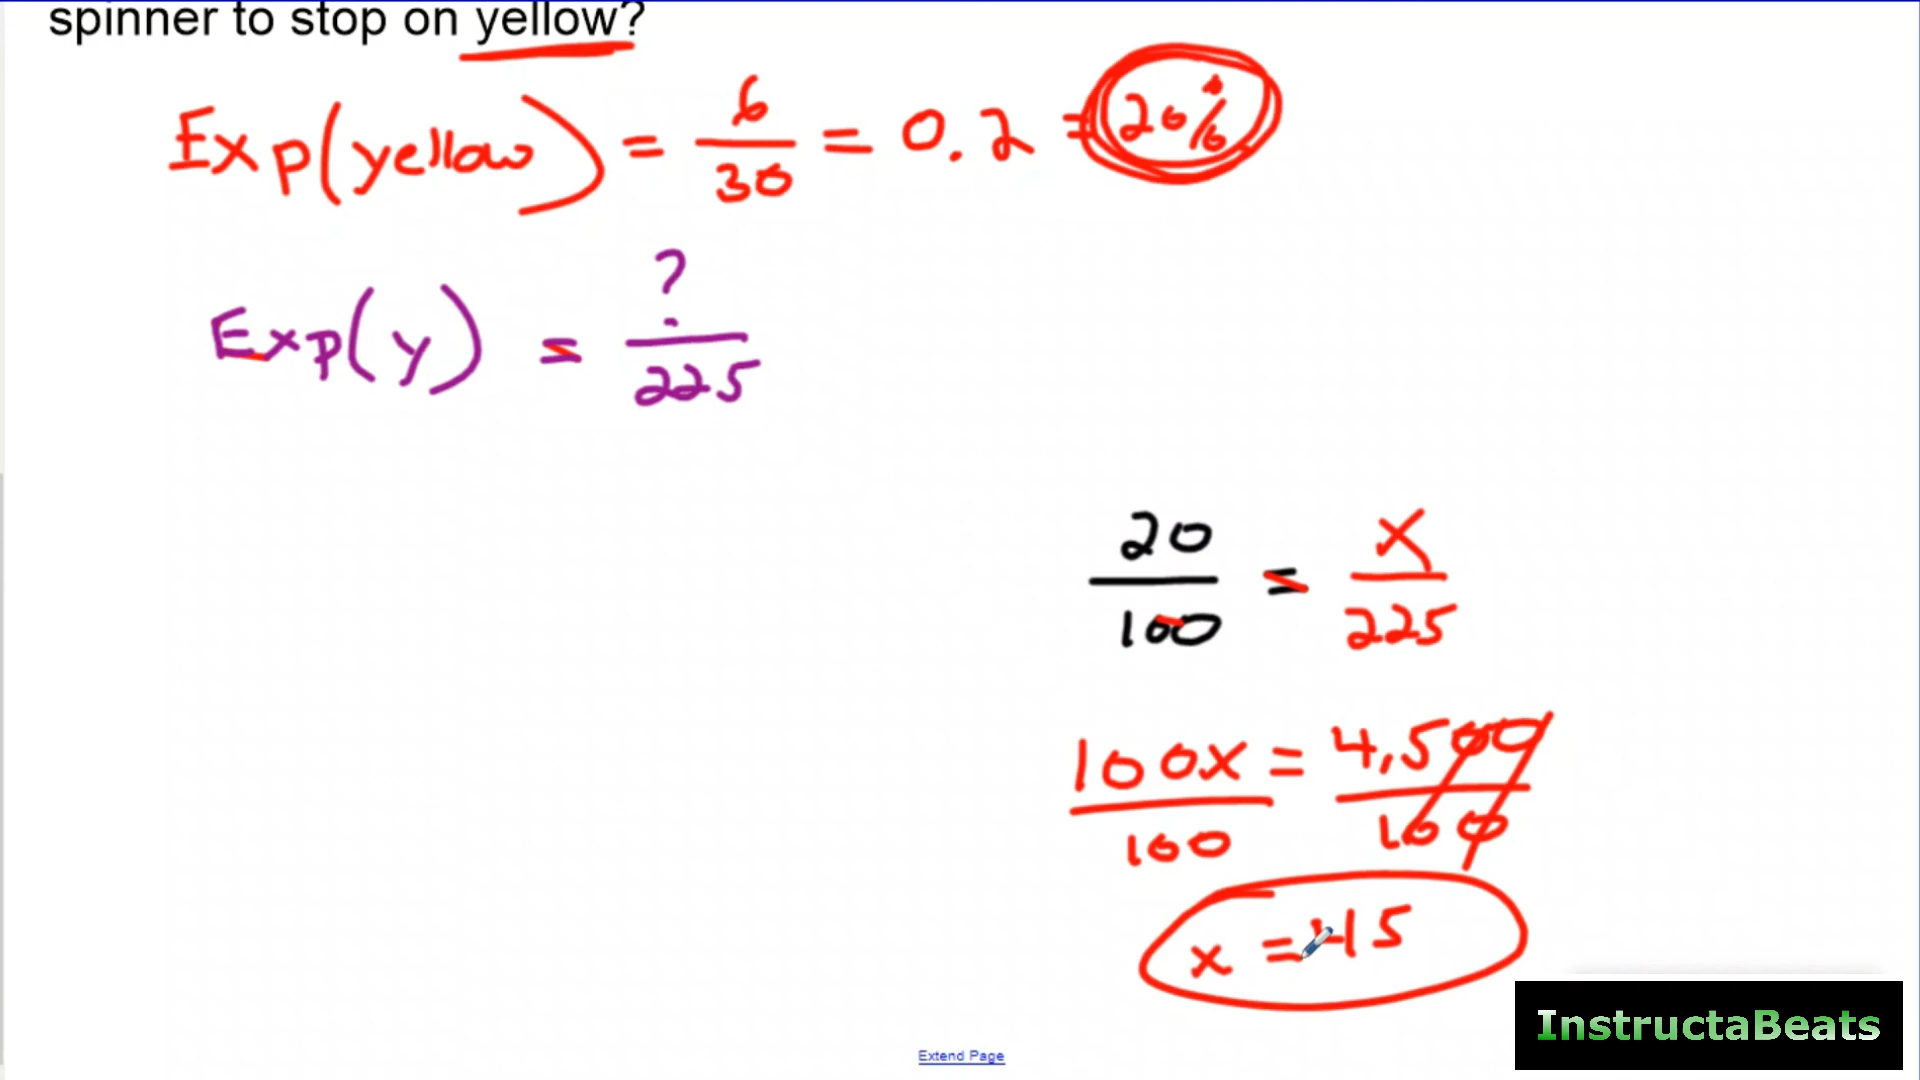 spinner to stop on yellow?
Exp(yellow) = 6/30 = 0.2 = 20%
Exp(y) = ?/225
20/100 = x/225
100x/100 = 4,500/100
x = 45
InstructaBeats
Extend Page